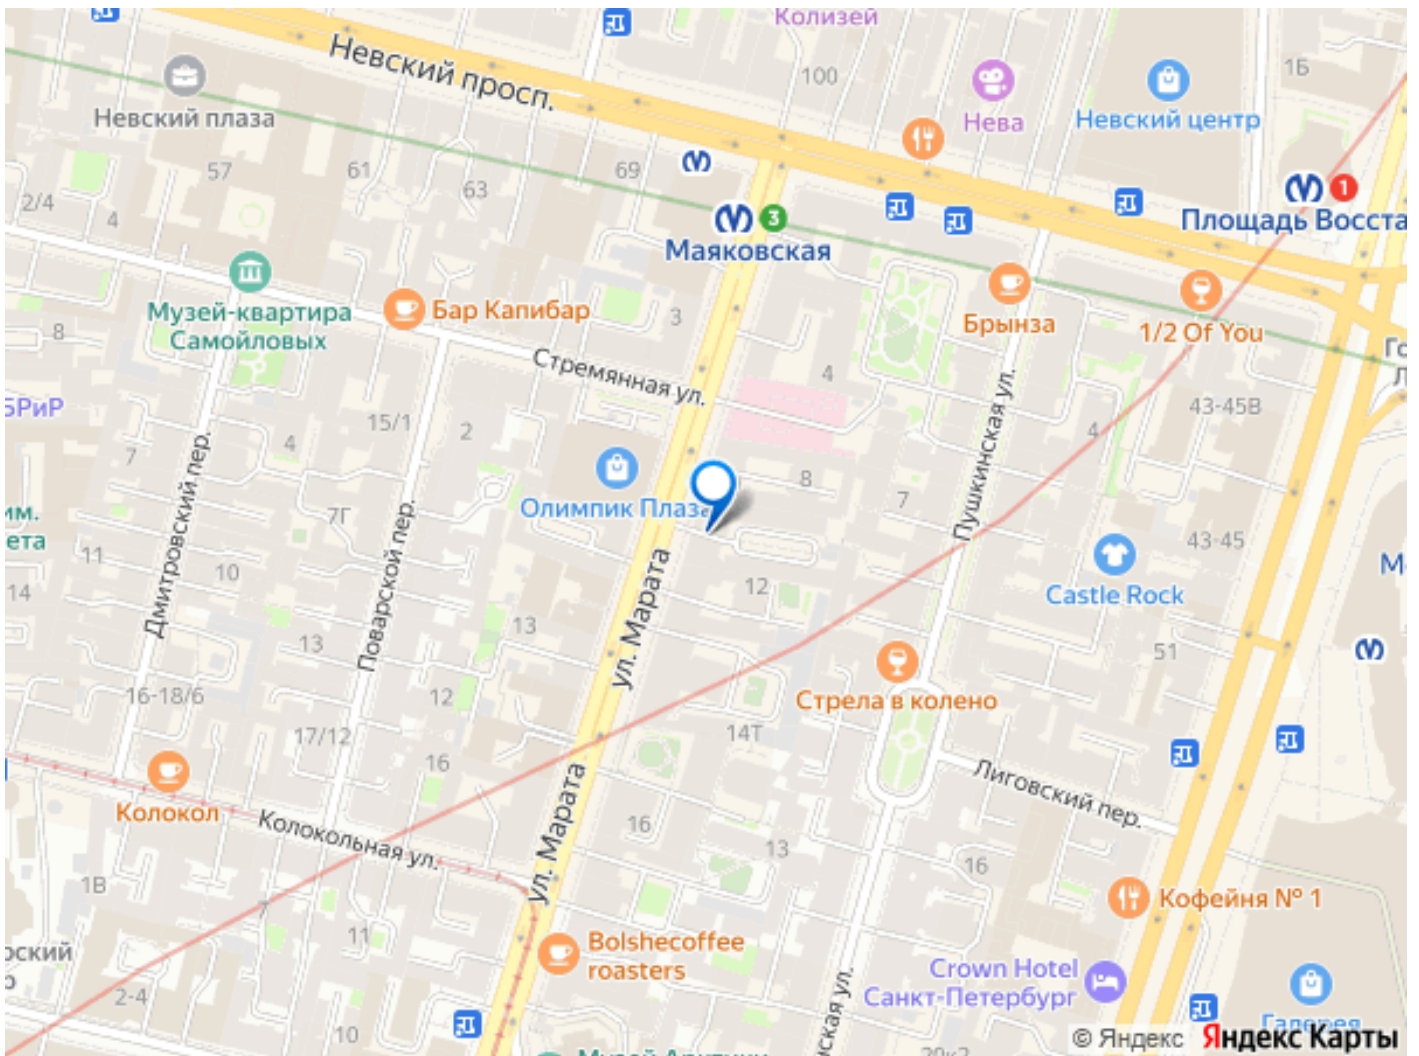 Колизей
Невский просп.
100
1Б
Невский плаза
Нева
Невский центр
57
61
63
69
2/4
4
3
Маяковская
1
Площадь Восста
Музей-квартира
Самойловых
Бар Капибар
3
8
Брынза
1/2 Of You
Стремянная ул.
4
БРиР
15/1
2
4
7
43-45В
4
Дмитровский пер.
Поварской пер.
Пушкинская ул.
Олимпик Плаза
8
7
7Г
11
10
14
43-45
Castle Rock
12
ул. Марата
13
13
51
16-18/6
12
Стрела в колено
17/12
14Т
16
Лиговский пер.
Колокол
Колокольная ул.
ул. Марата
16
13
16
1В
7
11
Кофейня № 1
Bolshecoffee
roasters
Crown Hotel
Санкт-Петербург
2-4
10
Галерея
20к2
© Яндекс Яндекс Карты